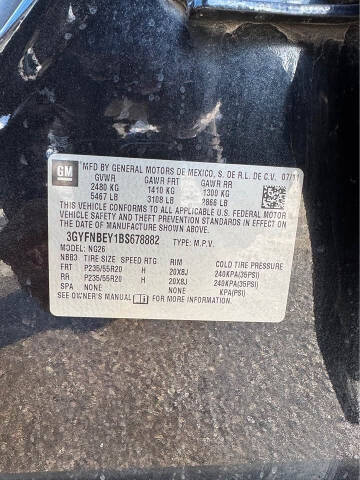 GM
MFD BY GENERAL MOTORS DE MEXICO, S. DE R.L. DE C.V. 07/11
GVWR GAWR FRT GAWR RR
2480 KG 1410 KG 1300 KG
5467 LB 3108 LB 2866 LB
THIS VEHICLE CONFORMS TO ALL APPLICABLE U.S. FEDERAL MOTOR
VEHICLE SAFETY AND THEFT PREVENTION STANDARDS IN EFFECT
ON THE DATE OF MANUFACTURE SHOWN ABOVE.
3GYFNBEY1BS678882 TYPE: M.P.V.
MODEL: NG26
NBB3 TIRE SIZE SPEED RTG RIM COLD TIRE PRESSURE
FRT P235/55R20 H 20X8J 240KPA(35PSI)
RR P235/55R20 H 20X8J 240KPA(35PSI)
SPA NONE NONE KPA(PSI)
SEE OWNER'S MANUAL FOR MORE INFORMATION.